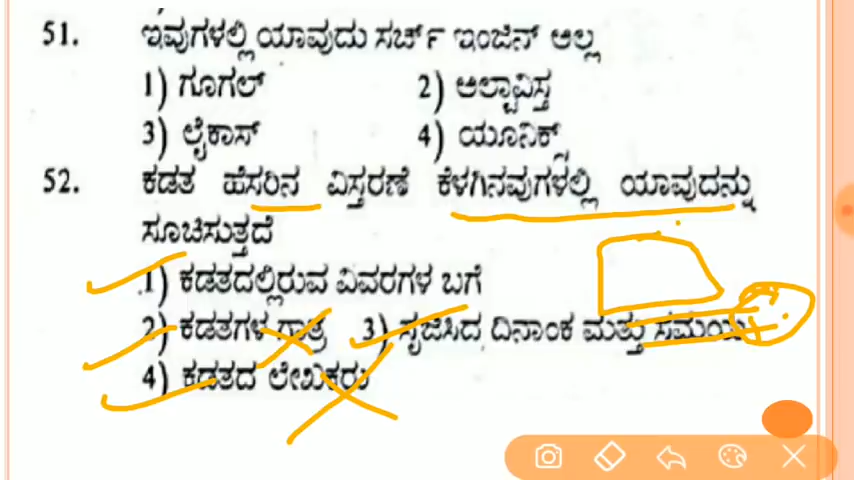 51. ಇವುಗಳಲ್ಲಿ ಯಾವುದು ಸರ್ಚ್ ಇಂಜಿನ್ ಅಲ್ಲ
1) ಗೂಗಲ್ 2) ಅಲ್ಟಾವಿಸ್ತ
3) ಲೈಕಾಸ್ 4) ಯೂನಿಕ್ಸ್
52. ಕಡತ ಹೆಸರಿನ ವಿಸ್ತರಣೆ ಕೆಳಗಿನವುಗಳಲ್ಲಿ ಯಾವುದನ್ನು
ಸೂಚಿಸುತ್ತದೆ
1) ಕಡತದಲ್ಲಿರುವ ವಿವರಗಳ ಬಗೆ
2) ಕಡತಗಳ ಗಾತ್ರ 3) ಸೃಜಿಸಿದ ದಿನಾಂಕ ಮತ್ತು ಸಮಯ
4) ಕಡತದ ಲೇಖಕರು